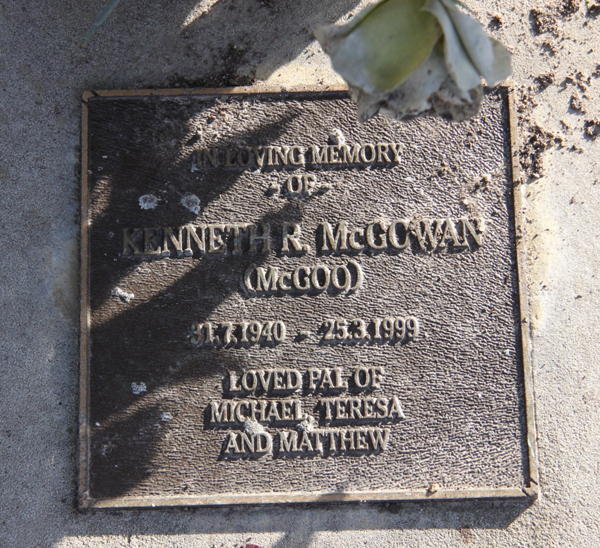 IN LOVING MEMORY
- OF -
KENNETH R. McGOWAN
(McGOO)
31.7.1940 - 25.3.1999
LOVED PAL OF
MICHAEL, TERESA
AND MATTHEW